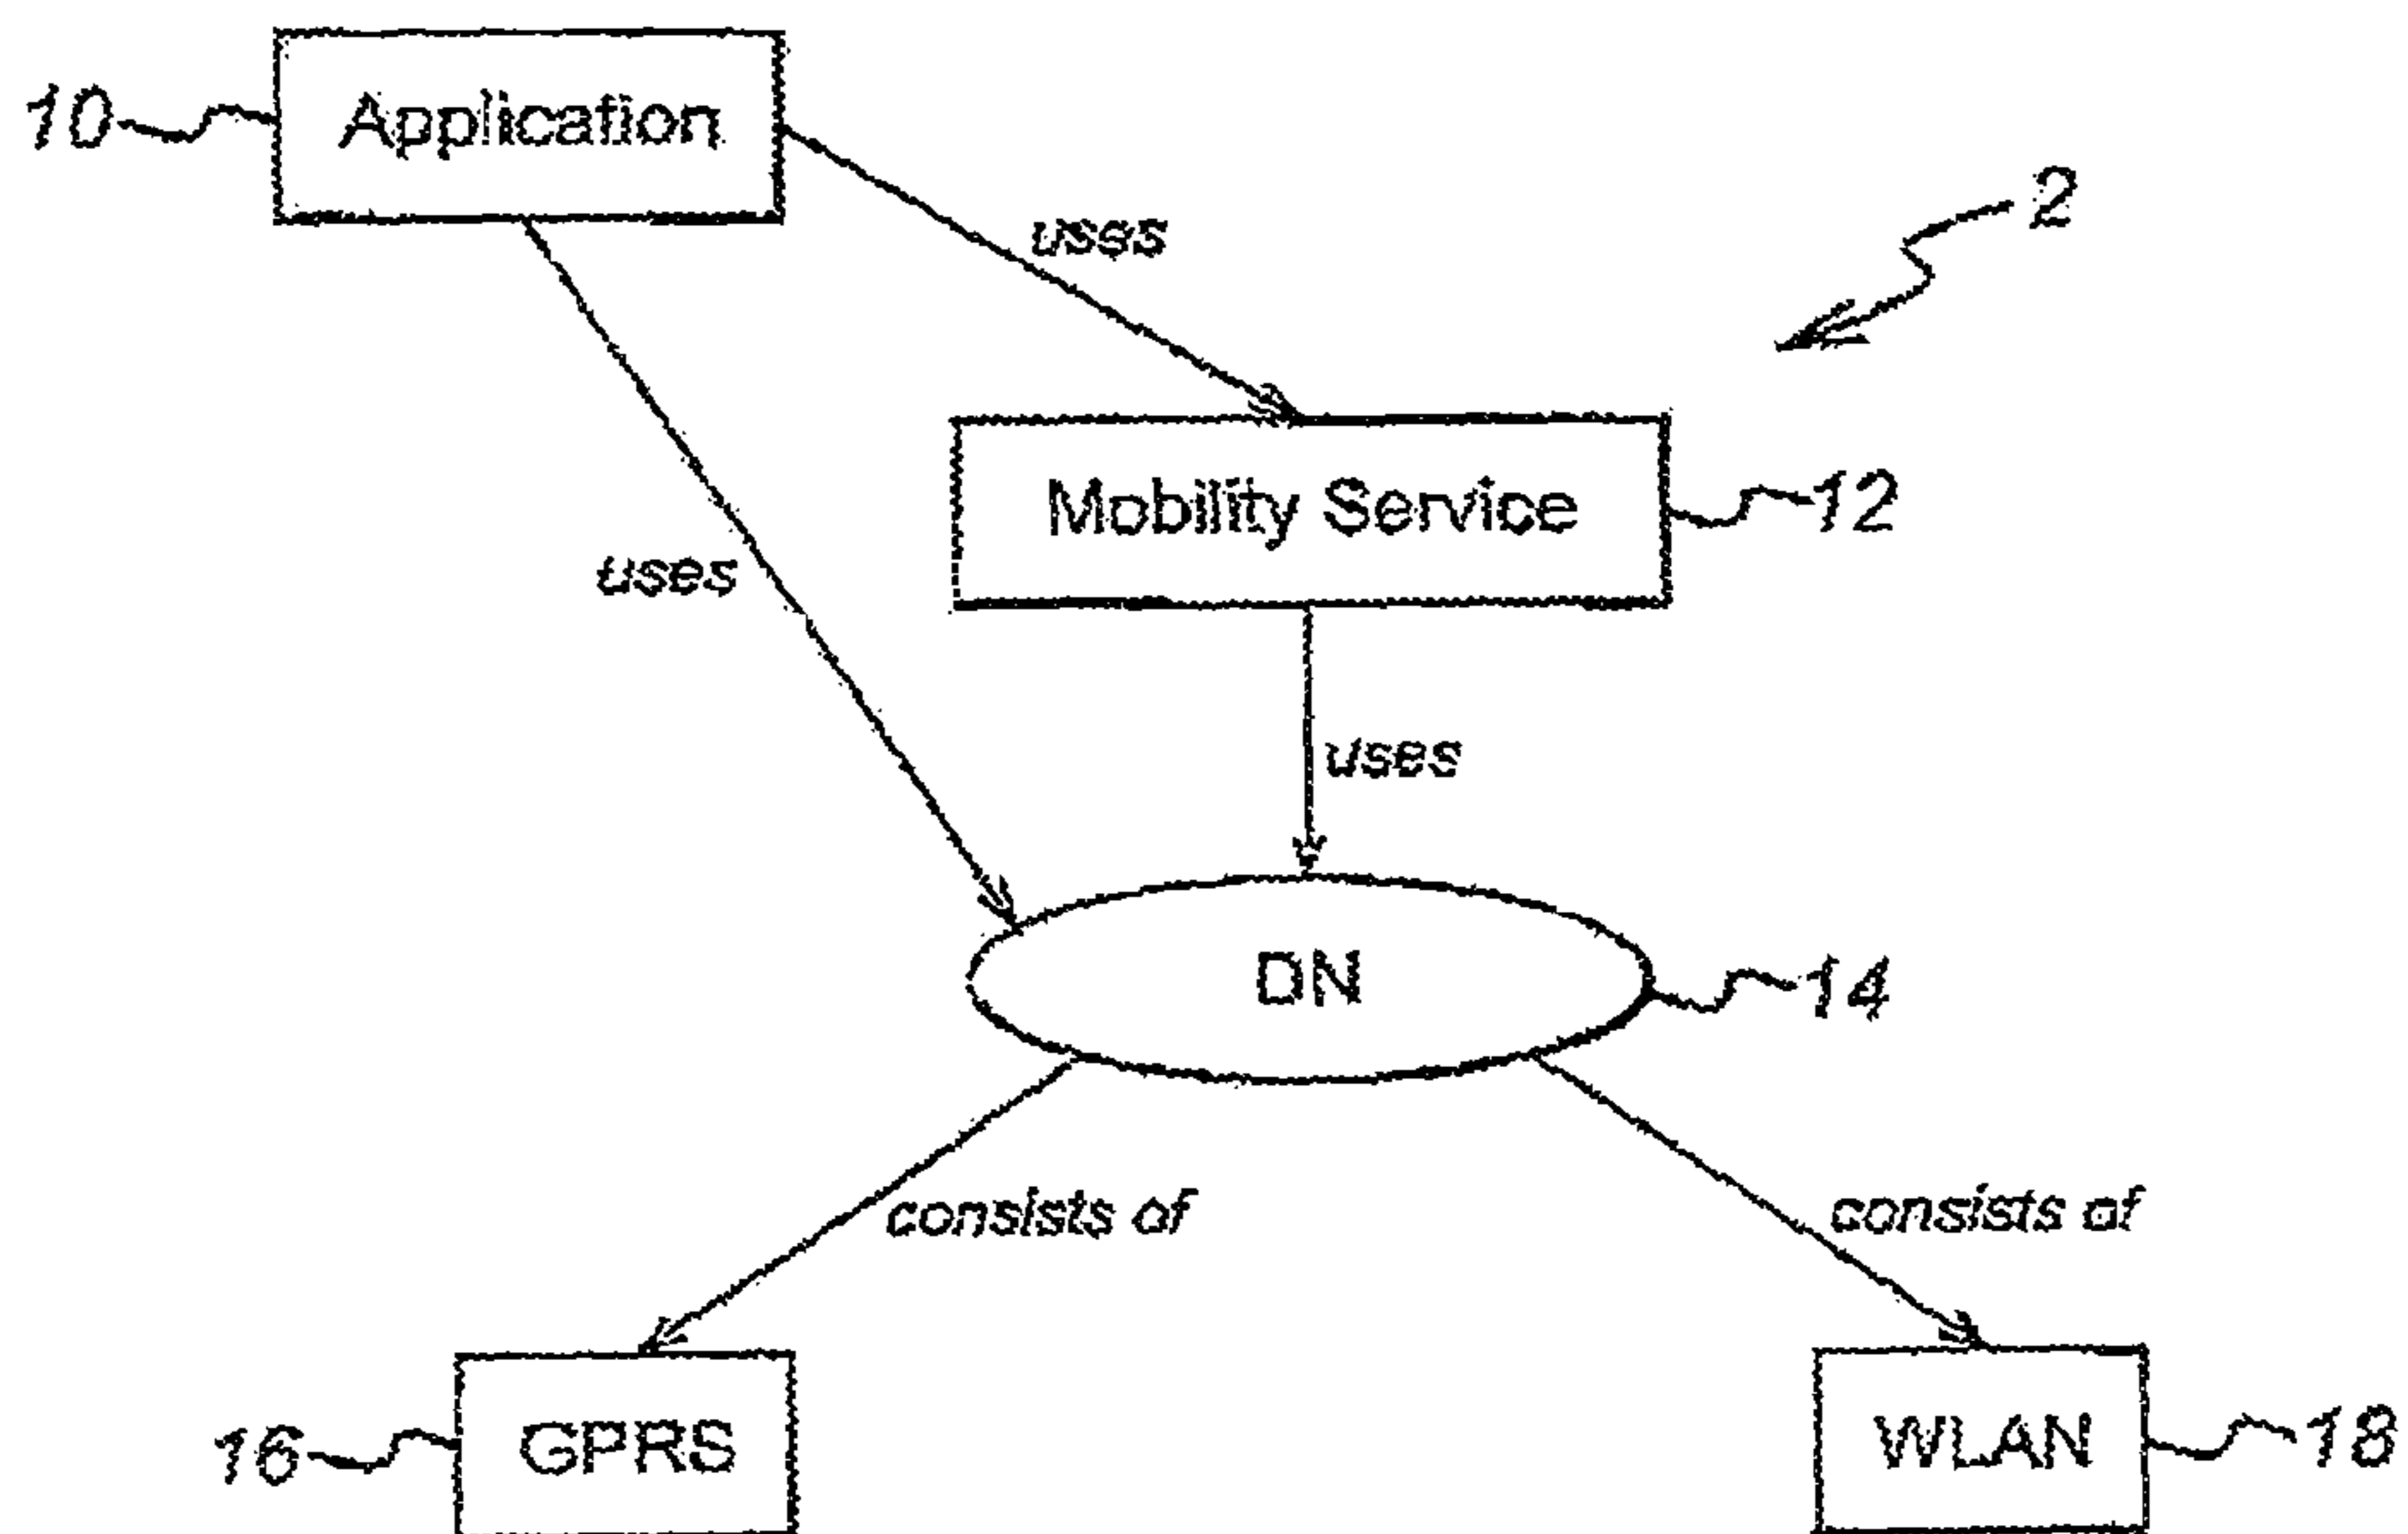 10 Application
uses
2
Mobility Service 12
uses
uses
DN 14
consists of
consists of
16 GPRS
WLAN 18